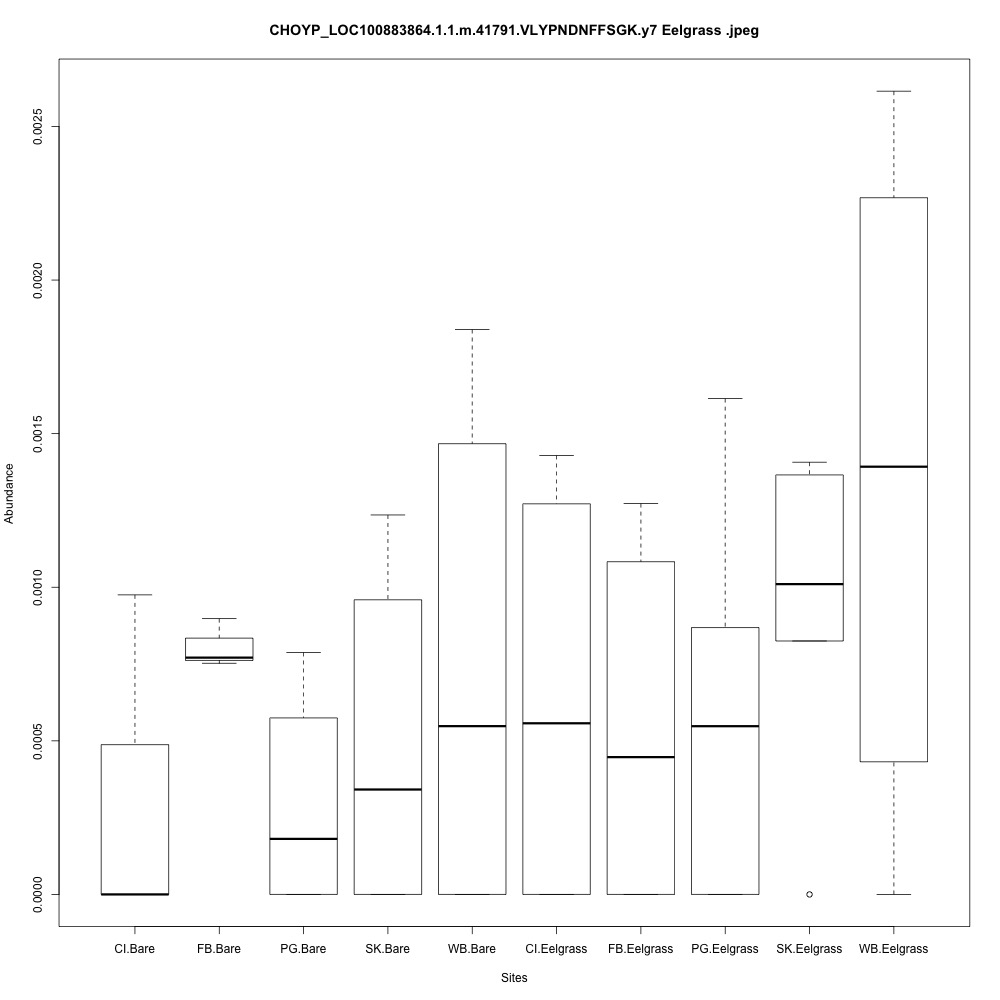 CHOYP_LOC100883864.1.1.m.41791.VLYPNDNFFSGK.y7 Eelgrass .jpeg
0.0025
0.0020
0.0015
0.0010
0.0005
0.0000
Abundance
CI.Bare FB.Bare PG.Bare SK.Bare WB.Bare CI.Eelgrass FB.Eelgrass PG.Eelgrass SK.Eelgrass WB.Eelgrass
Sites